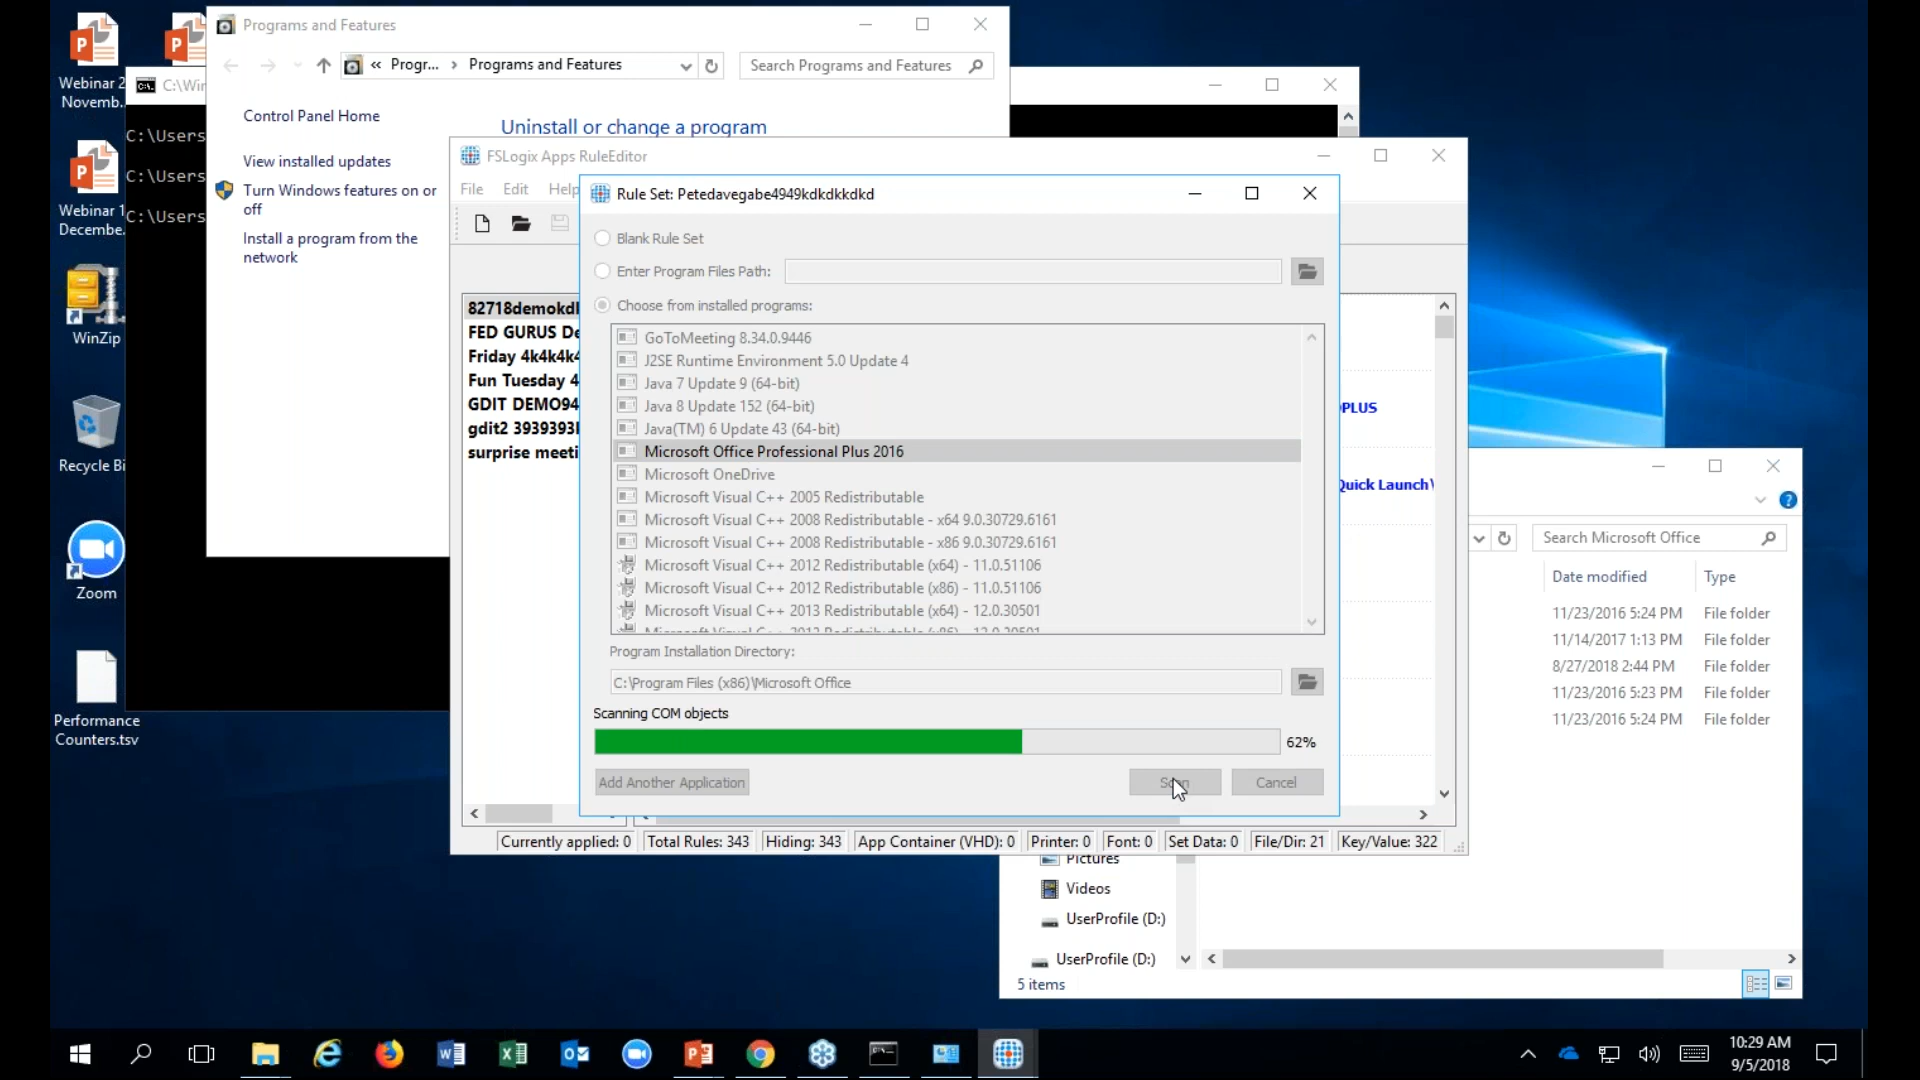 Programs and Features
Progr...
Programs and Features
Search Programs and Features
Control Panel Home
View installed updates
Turn Windows features on or
off
Install a program from the
network
Uninstall or change a program
Webinar 2
Novemb..
Webinar 1
Decembe..
WinZip
Recycle Bi
Zoom
Performance
Counters.tsv
C:\Wir
C:\Users
C:\Users
C:\Users
FSLogix Apps RuleEditor
File
Edit
Help
82718demokdl
FED GURUS De
Friday 4k4k4k4
Fun Tuesday 4
GDIT DEMO94
gdit2 3939393l
surprise meeti
PLUS
Quick Launch\
Rule Set: Petedavegabe4949kdkdkkdkd
Blank Rule Set
Enter Program Files Path:
Choose from installed programs:
GoToMeeting 8.34.0.9446
J2SE Runtime Environment 5.0 Update 4
Java 7 Update 9 (64-bit)
Java 8 Update 152 (64-bit)
Java(TM) 6 Update 43 (64-bit)
Microsoft Office Professional Plus 2016
Microsoft OneDrive
Microsoft Visual C++ 2005 Redistributable
Microsoft Visual C++ 2008 Redistributable - x64 9.0.30729.6161
Microsoft Visual C++ 2008 Redistributable - x86 9.0.30729.6161
Microsoft Visual C++ 2012 Redistributable (x64) - 11.0.51106
Microsoft Visual C++ 2012 Redistributable (x86) - 11.0.51106
Microsoft Visual C++ 2013 Redistributable (x64) - 12.0.30501
Microsoft Visual C++ 2013 Redistributable (x86) - 12.0.30501
Program Installation Directory:
C:\Program Files (x86)\Microsoft Office
Scanning COM objects
62%
Add Another Application
Scan
Cancel
Currently applied: 0
Total Rules: 343
Hiding: 343
App Container (VHD): 0
Printer: 0
Font: 0
Set Data: 0
File/Dir: 21
Key/Value: 322
Search Microsoft Office
Date modified
Type
11/23/2016 5:24 PM
File folder
11/14/2017 1:13 PM
File folder
8/27/2018 2:44 PM
File folder
11/23/2016 5:23 PM
File folder
11/23/2016 5:24 PM
File folder
Pictures
Videos
UserProfile (D:)
UserProfile (D:)
5 items
10:29 AM
9/5/2018